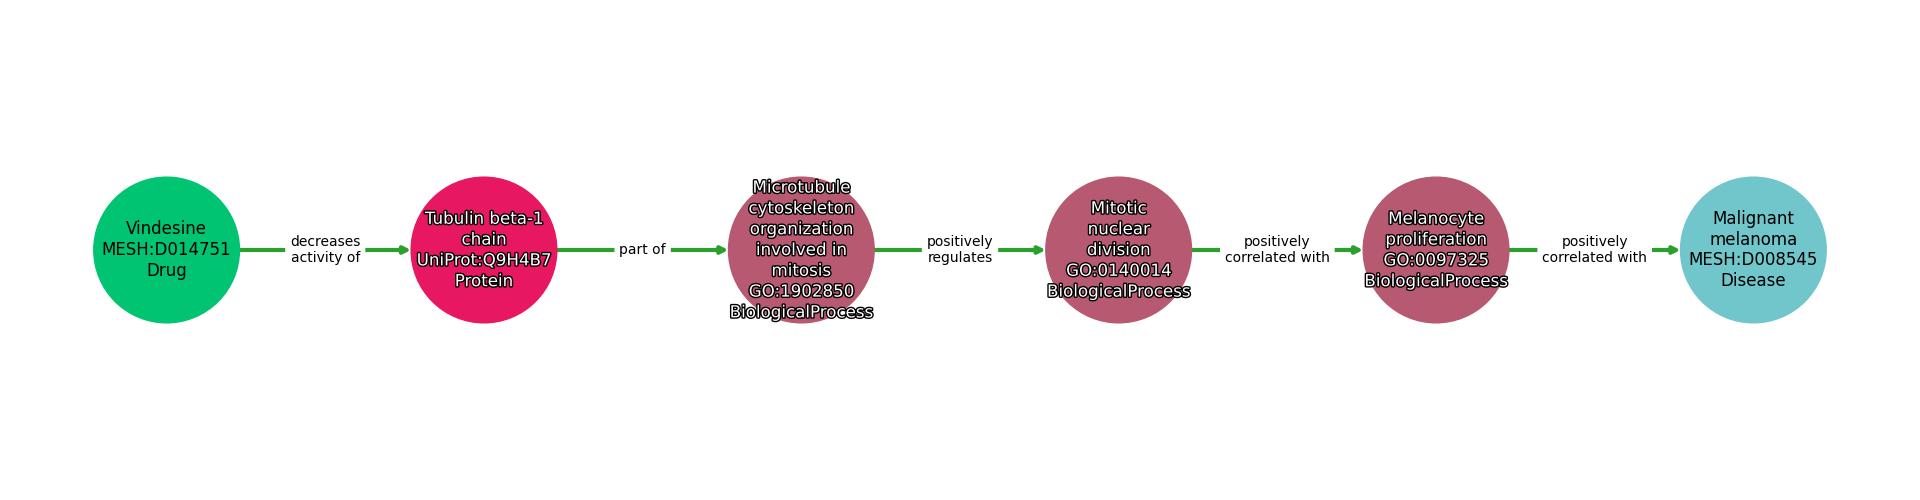 Vindesine
MESH:D014751
Drug
decreases
activity of
Tubulin beta-1
chain
UniProt:Q9H4B7
Protein
part of
Microtubule
cytoskeleton
organization
involved in
mitosis
GO:1902850
BiologicalProcess
positively
regulates
Mitotic
nuclear
division
GO:0140014
BiologicalProcess
positively
correlated with
Melanocyte
proliferation
GO:0097325
BiologicalProcess
positively
correlated with
Malignant
melanoma
MESH:D008545
Disease